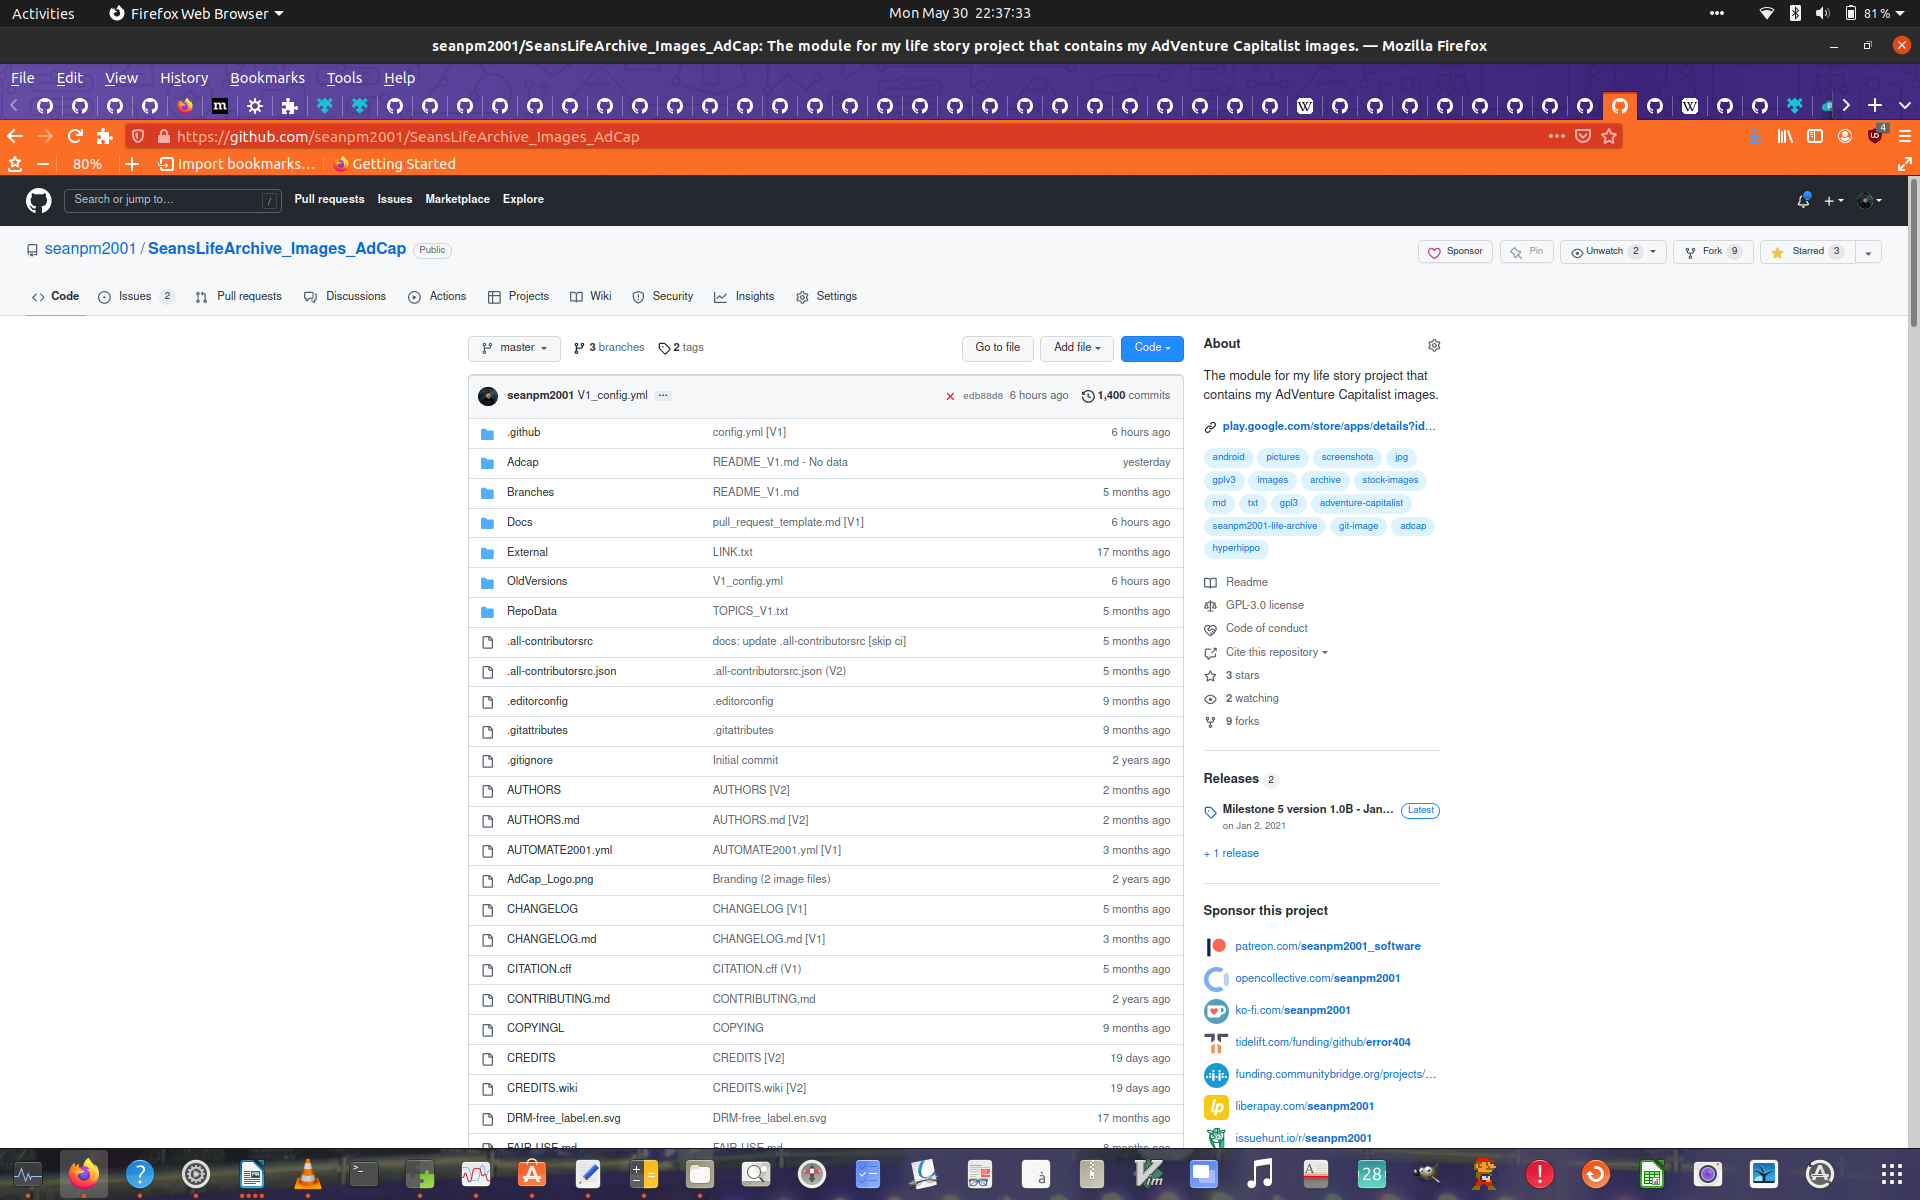 Activities Firefox Web Browser Mon May 30 22:37:33 81 %
seanpm2001/SeansLifeArchive_Images_AdCap: The module for my life story project that contains my AdVenture Capitalist images. — Mozilla Firefox
File Edit View History Bookmarks Tools Help
https://github.com/seanpm2001/SeansLifeArchive_Images_AdCap
80% Import bookmarks... Getting Started
Search or jump to... / Pull requests Issues Marketplace Explore
seanpm2001 / SeansLifeArchive_Images_AdCap Public Sponsor Pin Unwatch 2 Fork 9 Starred 3
Code Issues 2 Pull requests Discussions Actions Projects Wiki Security Insights Settings
master 3 branches 2 tags Go to file Add file Code
seanpm2001 V1_config.yml ... edb88d8 6 hours ago 1,400 commits
.github config.yml [V1] 6 hours ago
Adcap README_V1.md - No data yesterday
Branches README_V1.md 5 months ago
Docs pull_request_template.md [V1] 6 hours ago
External LINK.txt 17 months ago
OldVersions V1_config.yml 6 hours ago
RepoData TOPICS_V1.txt 5 months ago
.all-contributorsrc docs: update .all-contributorsrc [skip ci] 5 months ago
.all-contributorsrc.json .all-contributorsrc.json (V2) 5 months ago
.editorconfig .editorconfig 9 months ago
.gitattributes .gitattributes 9 months ago
.gitignore Initial commit 2 years ago
AUTHORS AUTHORS [V2] 2 months ago
AUTHORS.md AUTHORS.md [V2] 2 months ago
AUTOMATE2001.yml AUTOMATE2001.yml [V1] 3 months ago
AdCap_Logo.png Branding (2 image files) 2 years ago
CHANGELOG CHANGELOG [V1] 5 months ago
CHANGELOG.md CHANGELOG.md [V1] 3 months ago
CITATION.cff CITATION.cff (V1) 5 months ago
CONTRIBUTING.md CONTRIBUTING,md 2 years ago
COPYINGL COPYING 9 months ago
CREDITS CREDITS [V2] 19 days ago
CREDITS.wiki CREDITS.wiki [V2] 19 days ago
DRM-free_label.en.svg DRM-free_label.en.svg 17 months ago
FAIR-USE.md FAIR-USE.md 8 months ago
About
The module for my life story project that
contains my AdVenture Capitalist images.
play.google.com/store/apps/details?id...
android pictures screenshots jpg
gplv3 images archive stock-images
md txt gpl3 adventure-capitalist
seanpm2001-life-archive git-image adcap
hyperhippo
Readme
GPL-3.0 license
Code of conduct
Cite this repository
3 stars
2 watching
9 forks
Releases 2
Milestone 5 version 1.0B - Jan... Latest
on Jan 2, 2021
+ 1 release
Sponsor this project
patreon.com/seanpm2001_software
opencollective.com/seanpm2001
ko-fi.com/seanpm2001
tidelift.com/funding/github/error404
funding.communitybridge.org/projects/...
liberapay.com/seanpm2001
issuehunt.io/r/seanpm2001
28